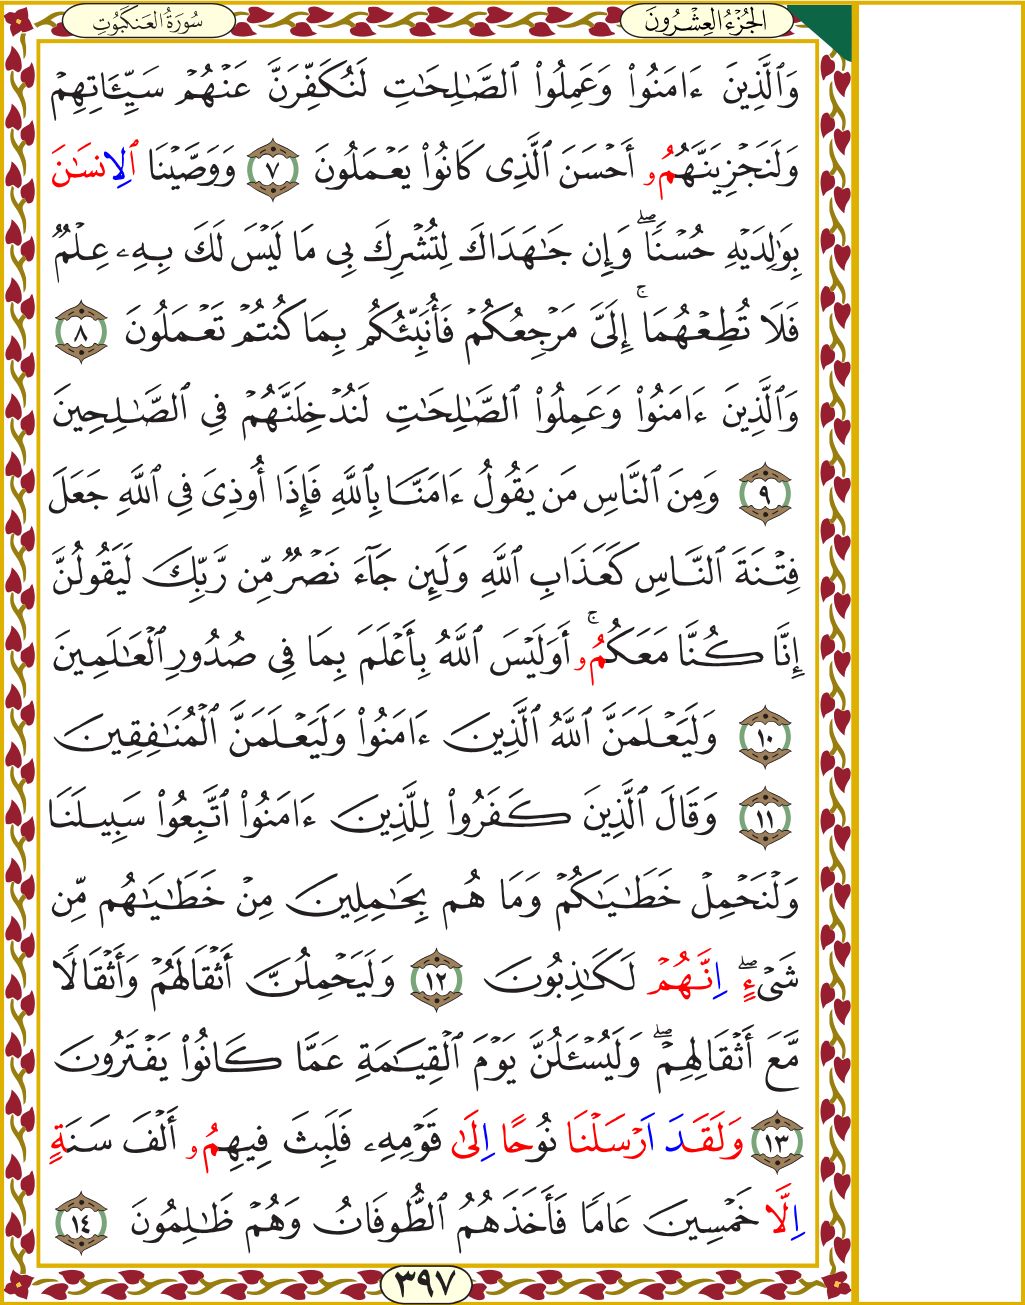 الجُزْءُ العِشْرُونَ
سُورَةُ العَنكَبُوتِ
وَٱلَّذِينَ ءَامَنُواْ وَعَمِلُواْ ٱلصَّٰلِحَٰتِ لَنُكَفِّرَنَّ عَنْهُمْ سَيِّـَٔاتِهِمْ
وَلَنَجْزِيَنَّهُمُۥ أَحْسَنَ ٱلَّذِى كَانُواْ يَعْمَلُونَ ٧ وَوَصَّيْنَا ٱلِانسَٰنَ
بِوَٰلِدَيْهِ حُسْنًاۖ وَإِن جَٰهَدَاكَ لِتُشْرِكَ بِى مَا لَيْسَ لَكَ بِهِۦ عِلْمٌ
فَلَا تُطِعْهُمَاۚ إِلَىَّ مَرْجِعُكُمْ فَأُنَبِّئُكُم بِمَا كُنتُمْ تَعْمَلُونَ ٨
وَٱلَّذِينَ ءَامَنُواْ وَعَمِلُواْ ٱلصَّٰلِحَٰتِ لَنُدْخِلَنَّهُمْ فِى ٱلصَّٰلِحِينَ
٩ وَمِنَ ٱلنَّاسِ مَن يَقُولُ ءَامَنَّا بِٱللَّهِ فَإِذَا أُوذِىَ فِى ٱللَّهِ جَعَلَ
فِتْنَةَ ٱلنَّاسِ كَعَذَابِ ٱللَّهِ وَلَئِن جَآءَ نَصْرٌ مِّن رَّبِّكَ لَيَقُولُنَّ
إِنَّا كُنَّا مَعَكُمُۥۚ أَوَلَيْسَ ٱللَّهُ بِأَعْلَمَ بِمَا فِى صُدُورِ ٱلْعَٰلَمِينَ
١٠ وَلَيَعْلَمَنَّ ٱللَّهُ ٱلَّذِينَ ءَامَنُواْ وَلَيَعْلَمَنَّ ٱلْمُنَٰفِقِينَ
١١ وَقَالَ ٱلَّذِينَ كَفَرُواْ لِلَّذِينَ ءَامَنُواْ ٱتَّبِعُواْ سَبِيلَنَا
وَلْنَحْمِلْ خَطَٰيَٰكُمْ وَمَا هُم بِحَٰمِلِينَ مِنْ خَطَٰيَٰهُم مِّن
شَىْءٍۖ اِنَّهُمْ لَكَٰذِبُونَ ١٢ وَلَيَحْمِلُنَّ أَثْقَالَهُمْ وَأَثْقَالًا
مَّعَ أَثْقَالِهِمْۖ وَلَيُسْـَٔلُنَّ يَوْمَ ٱلْقِيَٰمَةِ عَمَّا كَانُواْ يَفْتَرُونَ
١٣ وَلَقَدَ اَرْسَلْنَا نُوحًا اِلَىٰ قَوْمِهِۦ فَلَبِثَ فِيهِمُۥ أَلْفَ سَنَةٍ
اِلَّا خَمْسِينَ عَامًا فَأَخَذَهُمُ ٱلطُّوفَانُ وَهُمْ ظَٰلِمُونَ ١٤
٣٩٧